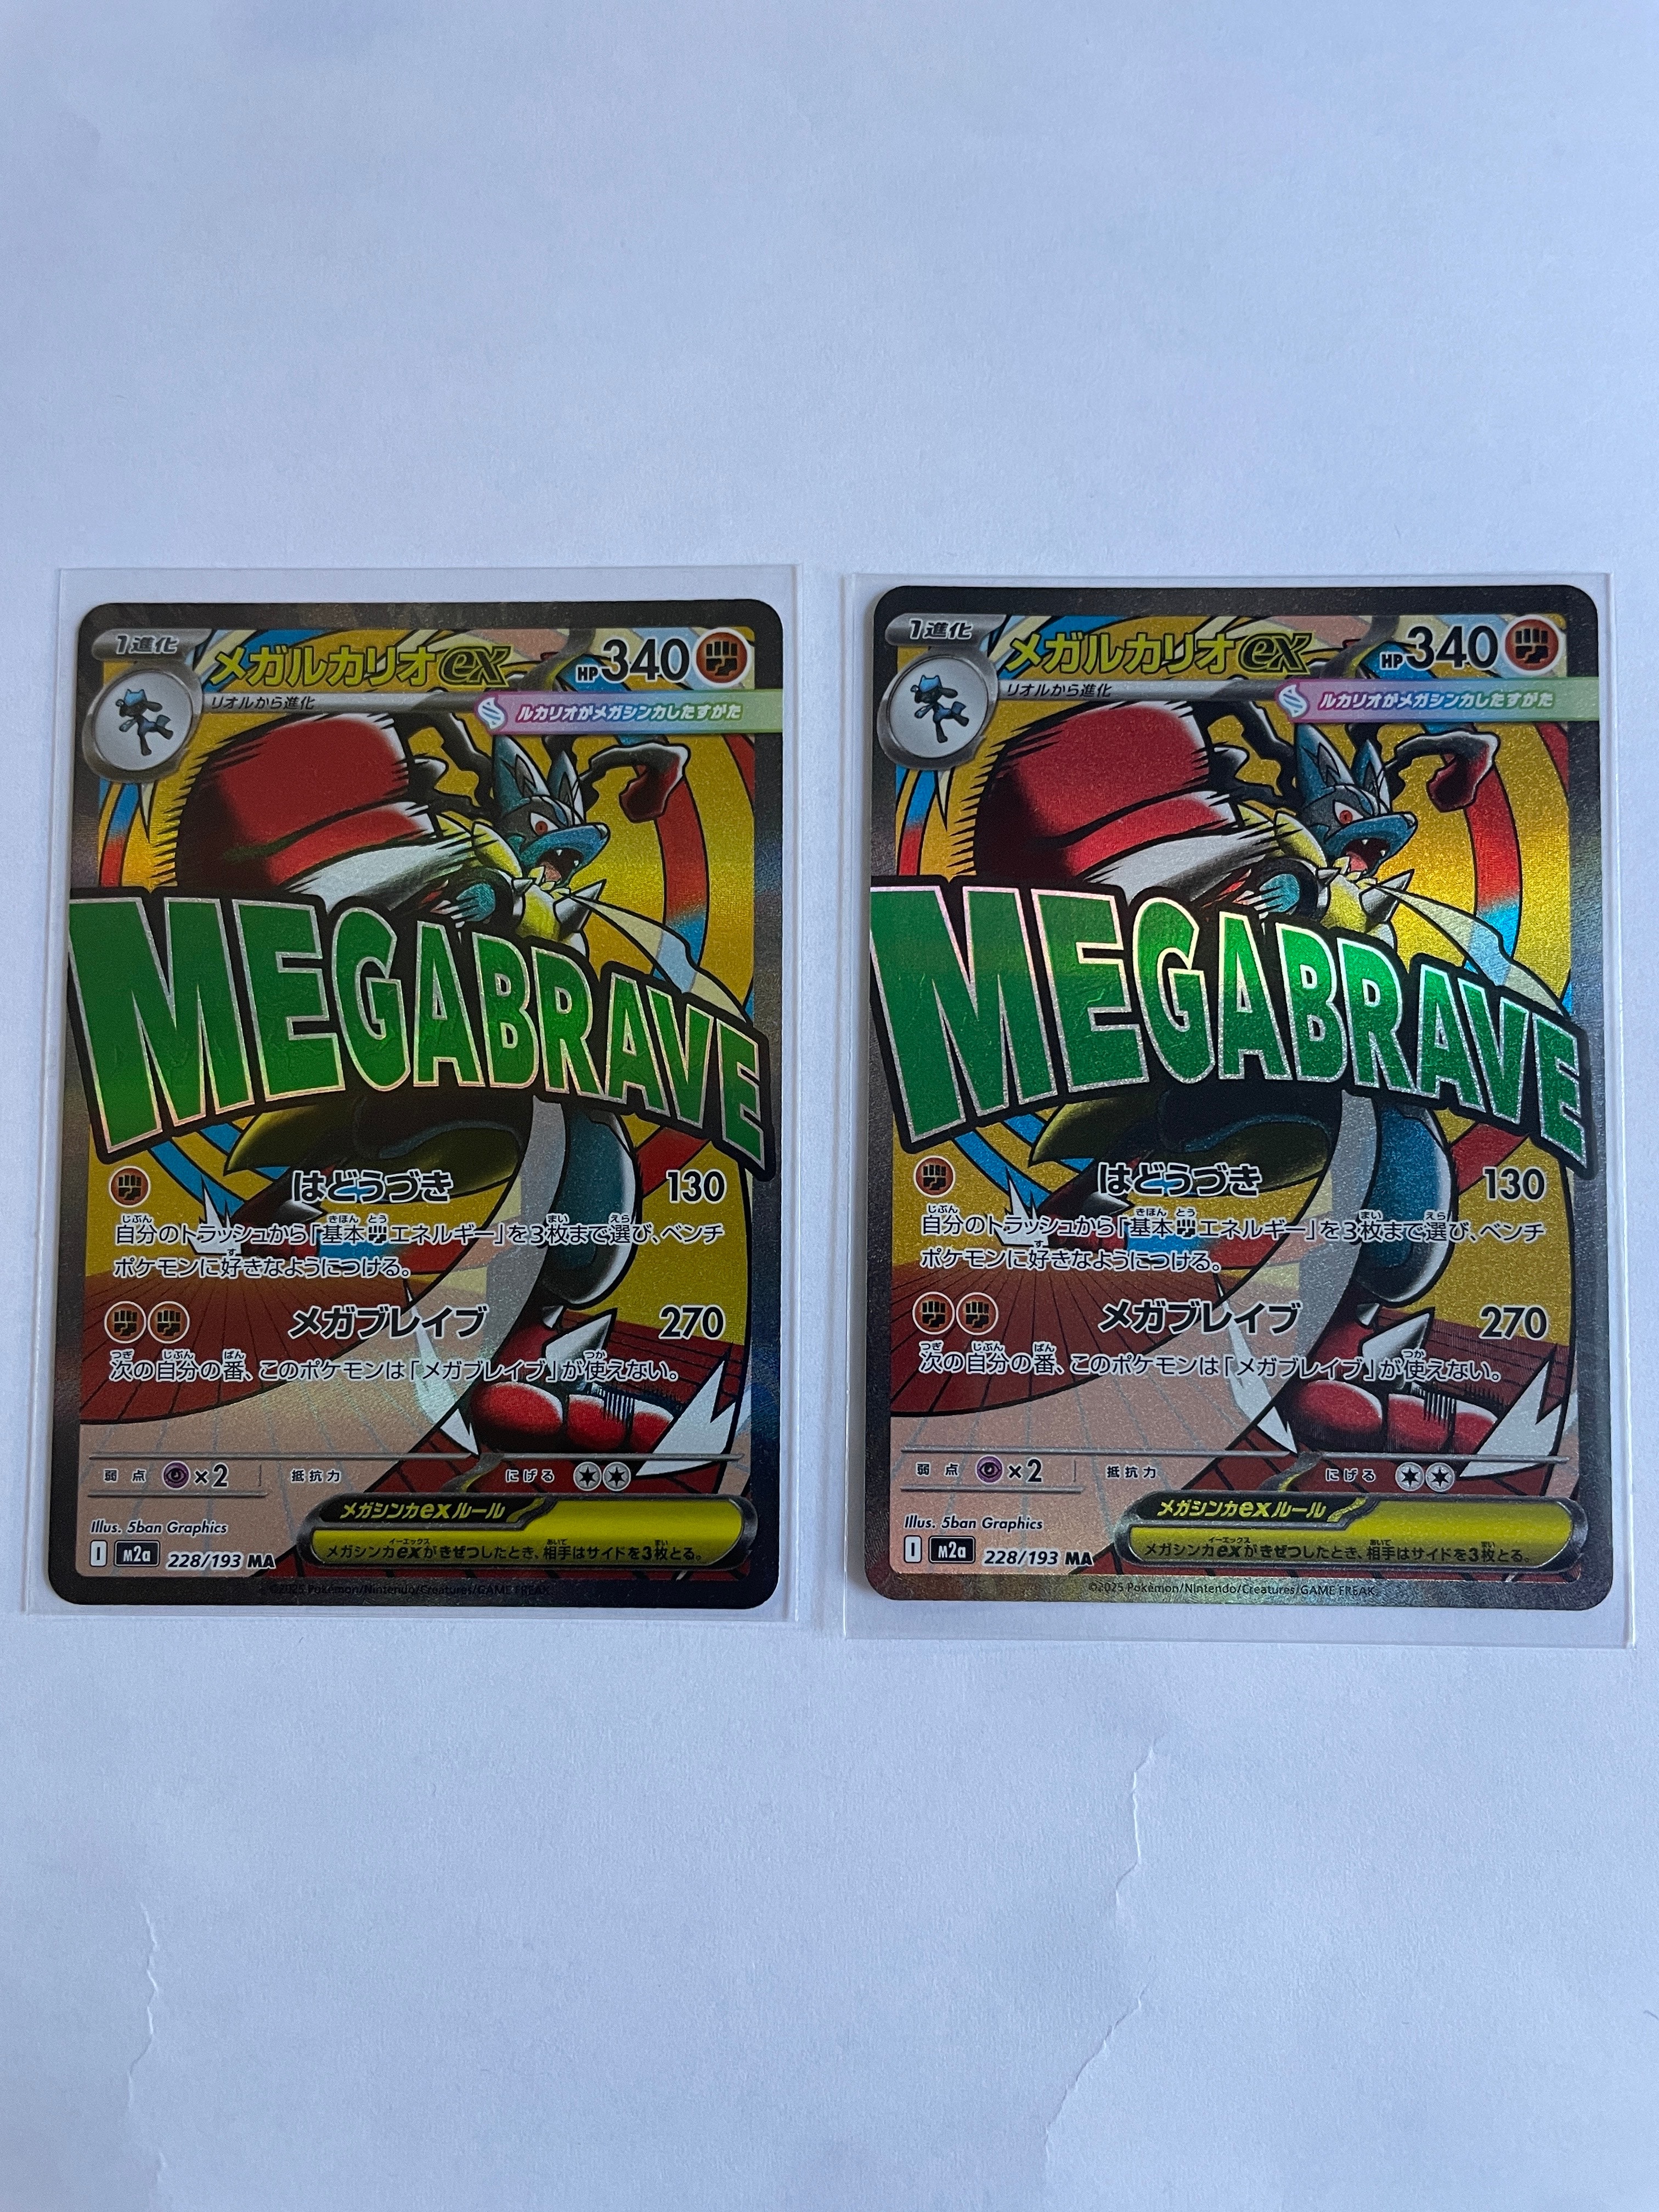 1進化
メガルカリオex
HP340
リオルから進化
ルカリオがメガシンカしたすがた
MEGABRAVE
はどうづき 130
自分のトラッシュから「基本エネルギー」を3枚まで選び、ベンチ
ポケモンに好きなようにつける。
メガブレイブ 270
次の自分の番、このポケモンは「メガブレイブ」が使えない。
弱点 ×2 抵抗力 にげる
メガシンカexルール
メガシンカexがきぜつしたとき、相手はサイドを3枚とる。
Illus. 5ban Graphics
I m2a 228/193 MA
©2025 Pokémon/Nintendo/Creatures/GAME FREAK
1進化
メガルカリオex
HP340
リオルから進化
ルカリオがメガシンカしたすがた
MEGABRAVE
はどうづき 130
自分のトラッシュから「基本エネルギー」を3枚まで選び、ベンチ
ポケモンに好きなようにつける。
メガブレイブ 270
次の自分の番、このポケモンは「メガブレイブ」が使えない。
弱点 ×2 抵抗力 にげる
メガシンカexルール
メガシンカexがきぜつしたとき、相手はサイドを3枚とる。
Illus. 5ban Graphics
I m2a 228/193 MA
©2025 Pokémon/Nintendo/Creatures/GAME FREAK